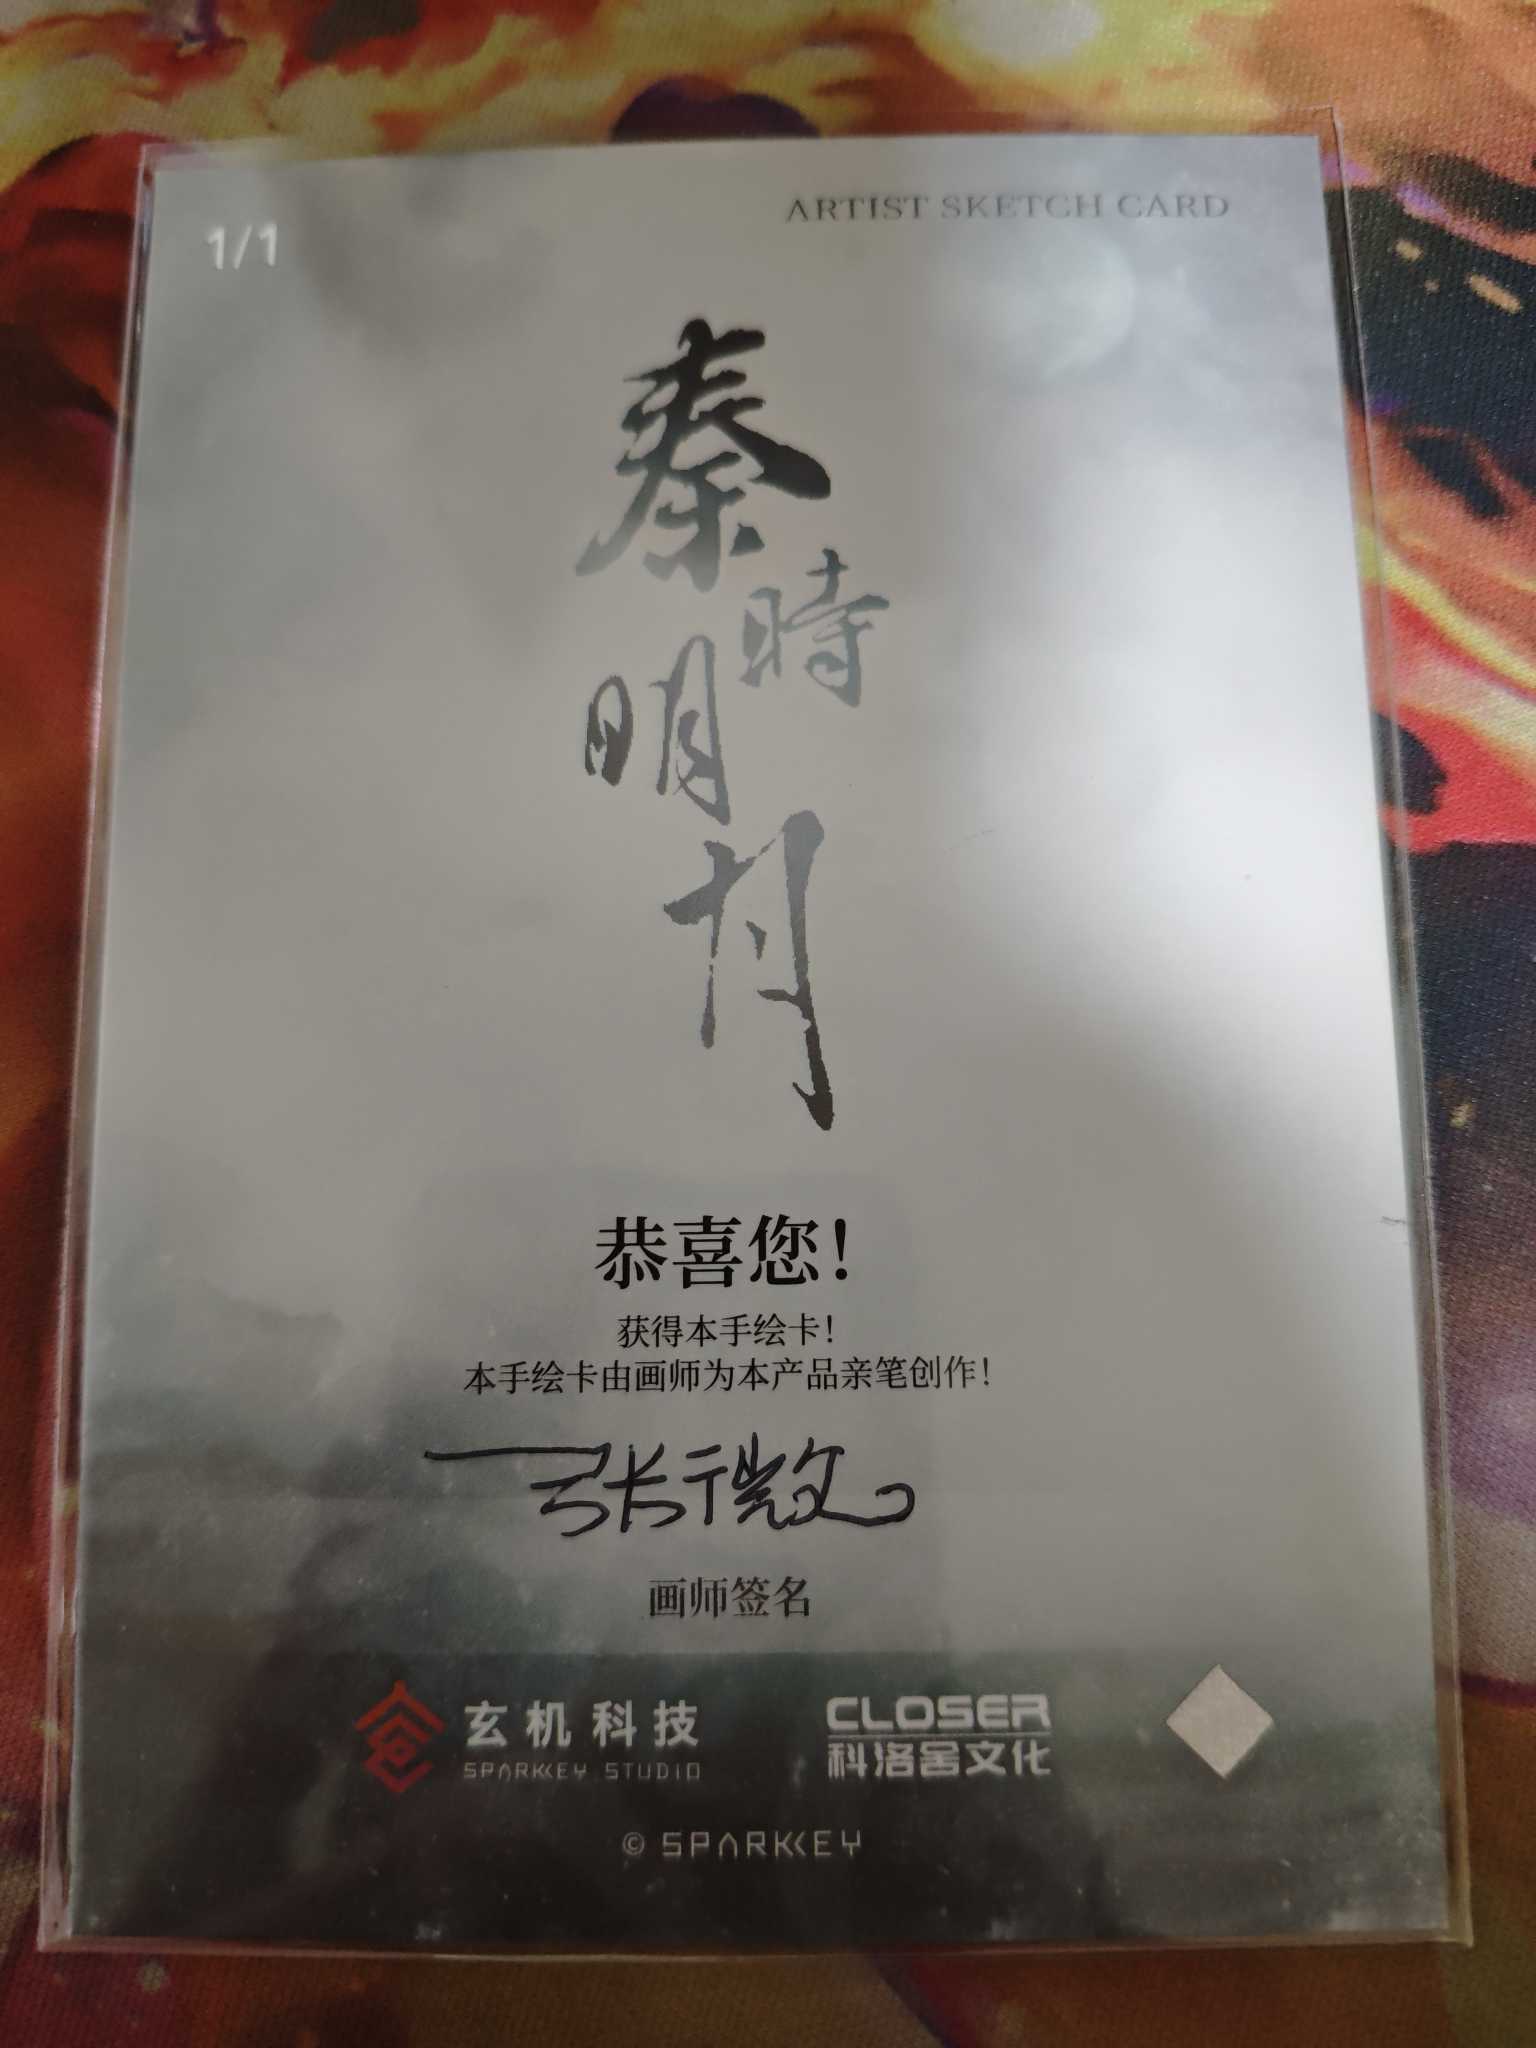 ARTIST SKETCH CARD
1/1
秦
時
明
月
恭喜您！
获得本手绘卡！
本手绘卡由画师为本产品亲笔创作！
张微
画师签名
玄机科技
SPARKKEY STUDIO
CLOSER
科洛舍文化
© SPARKKEY